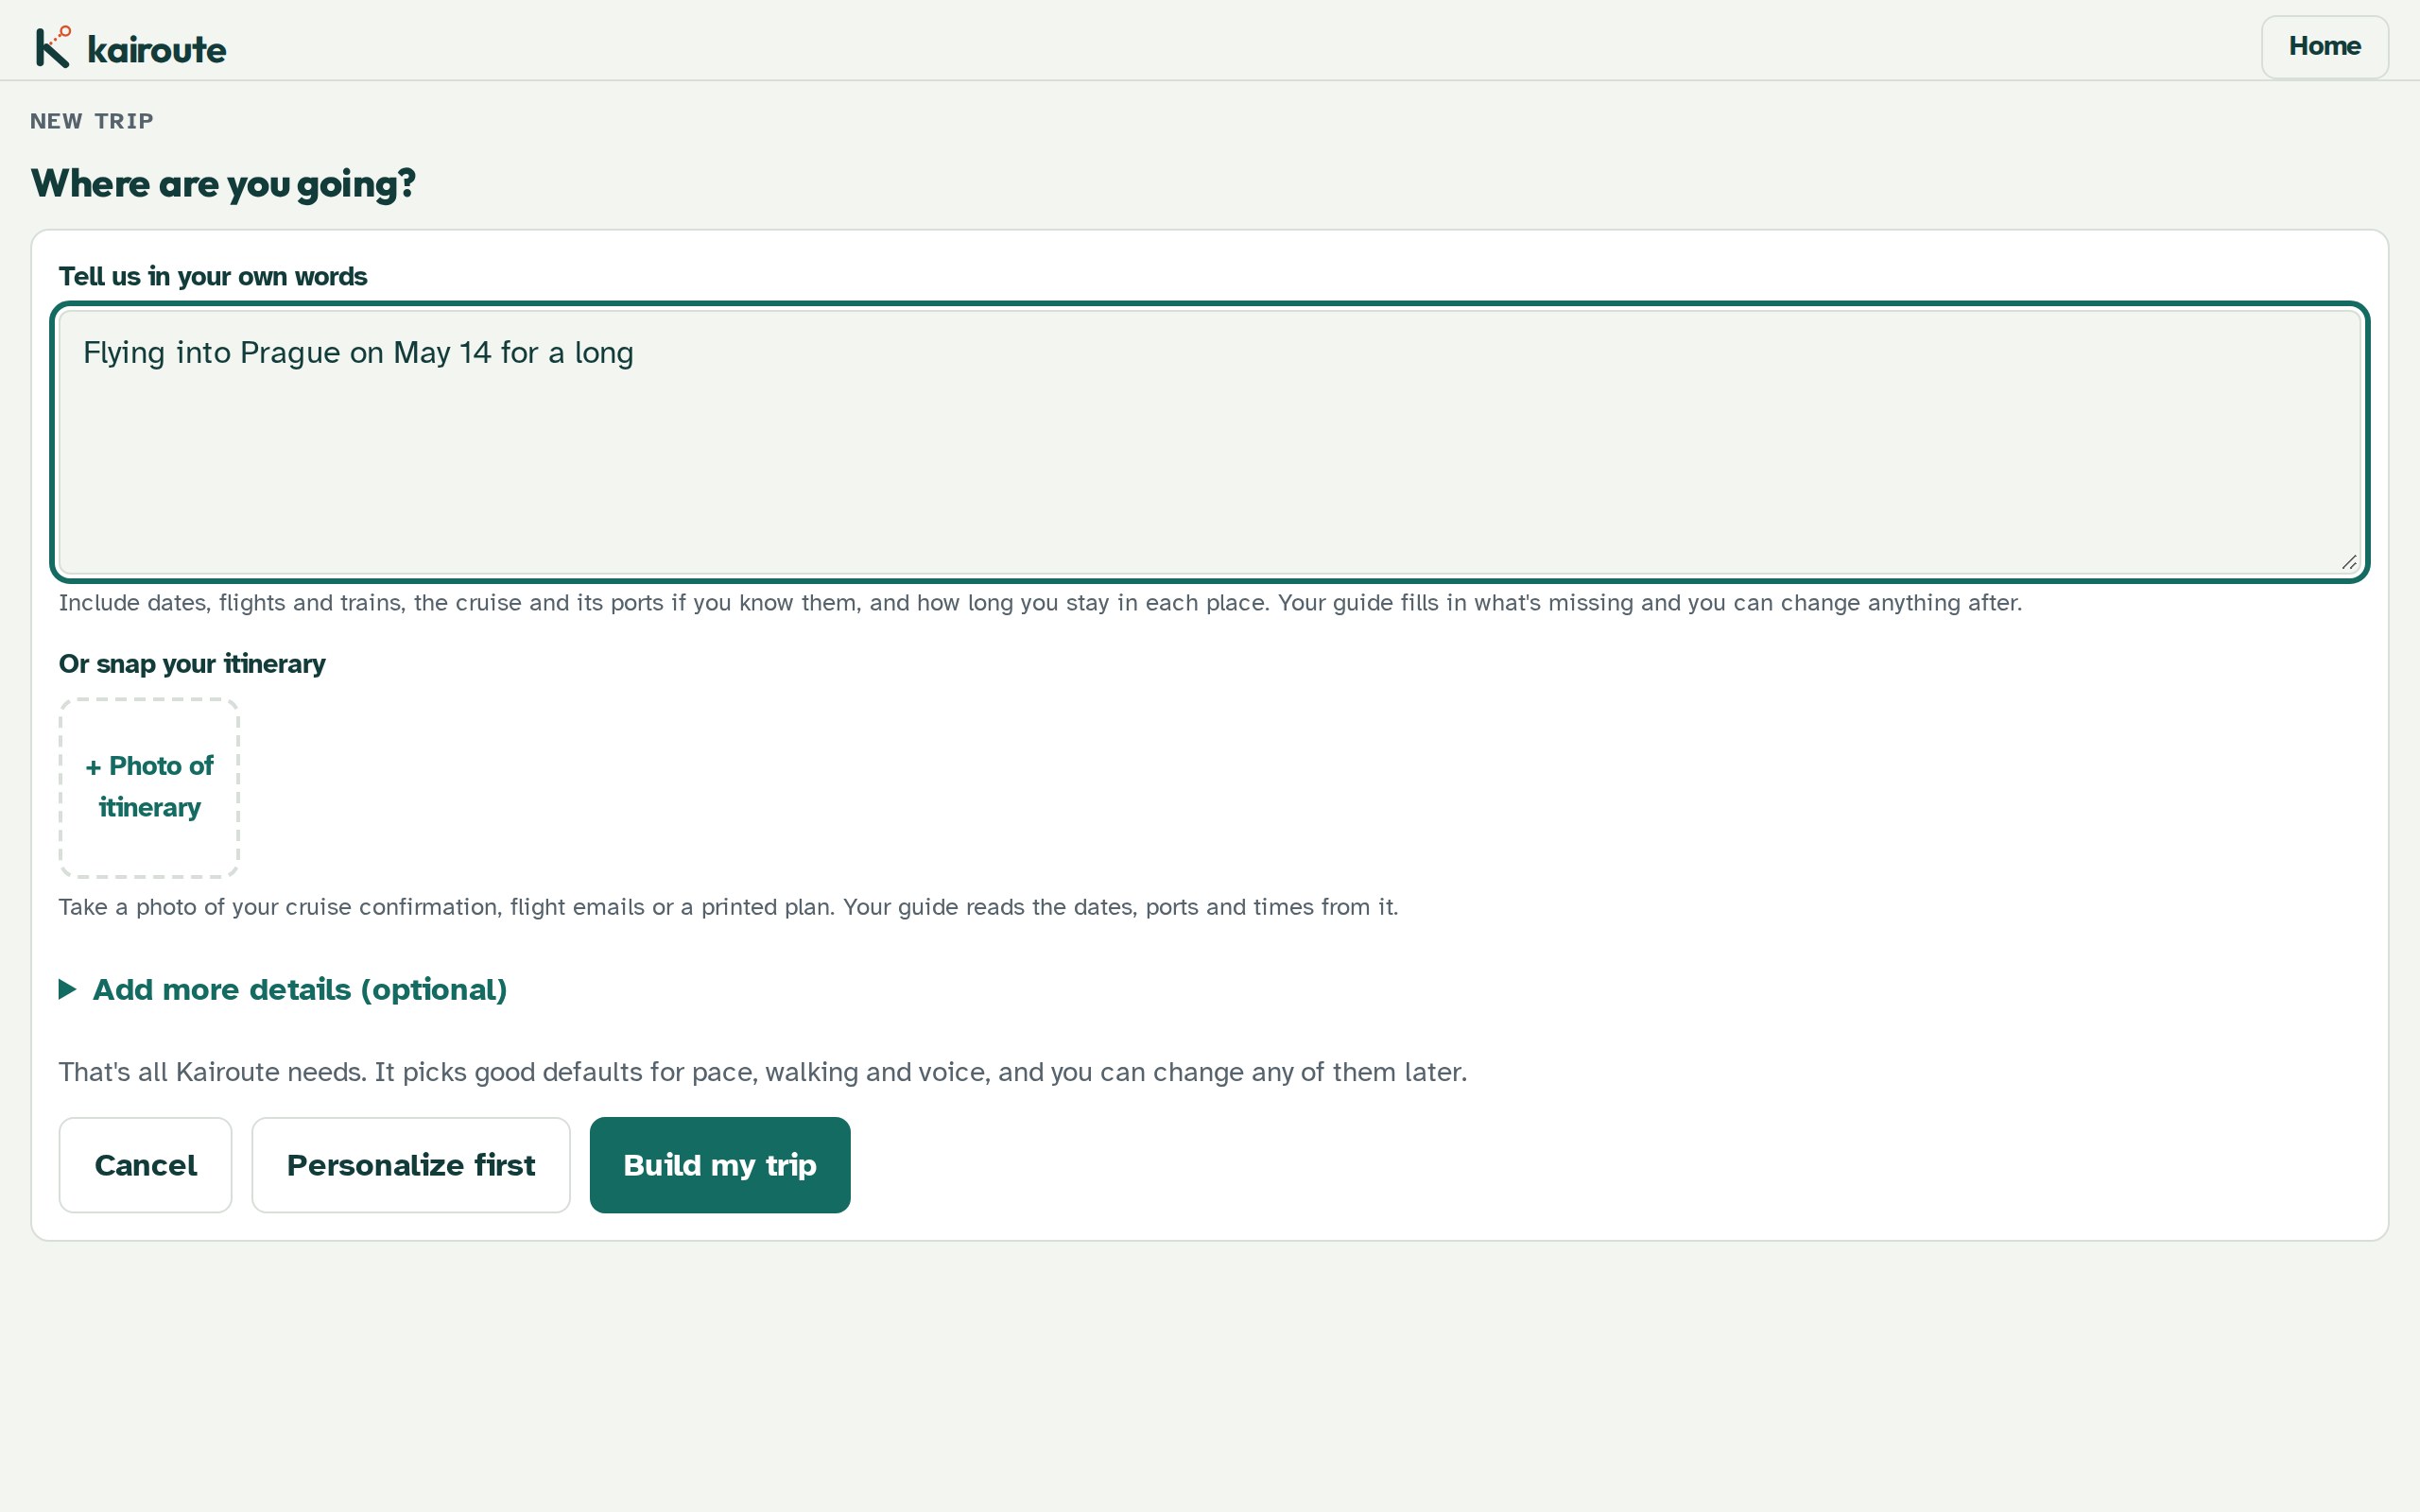 kairoute
Home
NEW TRIP
Where are you going?
Tell us in your own words
Flying into Prague on May 14 for a long
Include dates, flights and trains, the cruise and its ports if you know them, and how long you stay in each place. Your guide fills in what's missing and you can change anything after.
Or snap your itinerary
+ Photo of
itinerary
Take a photo of your cruise confirmation, flight emails or a printed plan. Your guide reads the dates, ports and times from it.
Add more details (optional)
That's all Kairoute needs. It picks good defaults for pace, walking and voice, and you can change any of them later.
Cancel
Personalize first
Build my trip